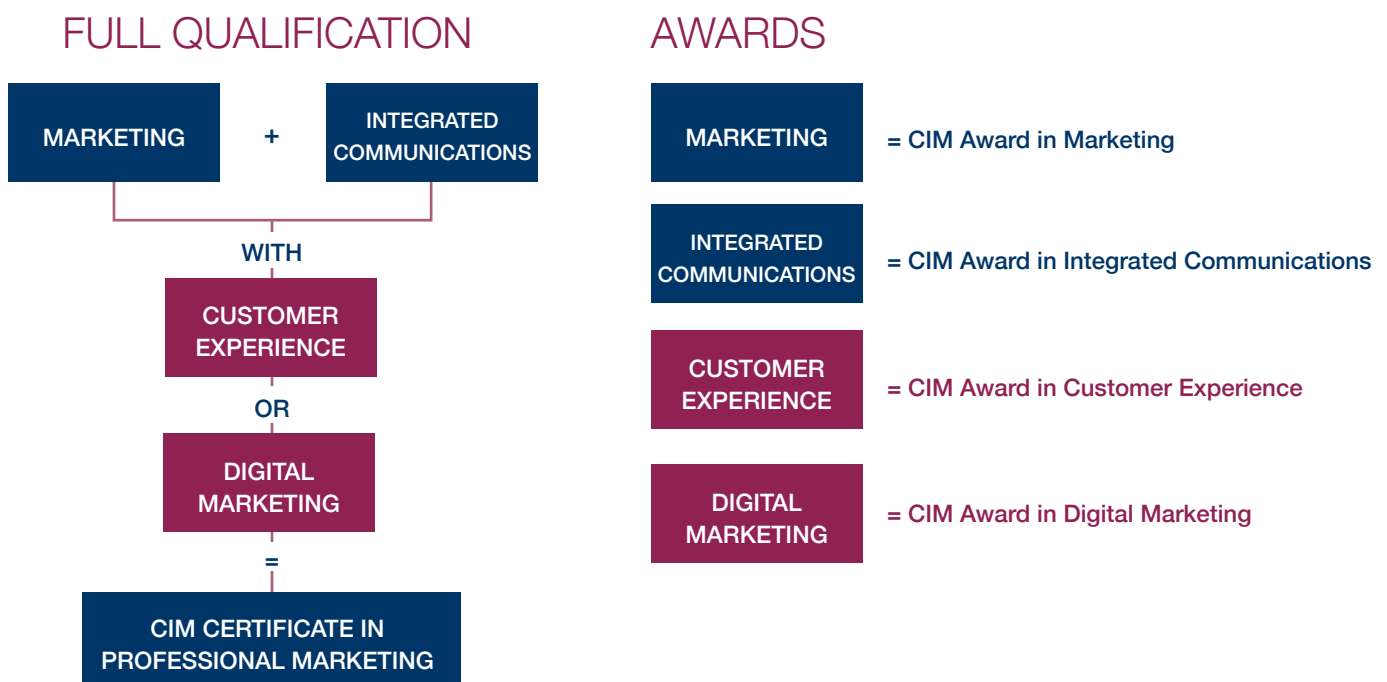 FULL QUALIFICATION
MARKETING
+
INTEGRATED
COMMUNICATIONS
WITH
CUSTOMER
EXPERIENCE
OR
DIGITAL
MARKETING
=
CIM CERTIFICATE IN
PROFESSIONAL MARKETING
AWARDS
MARKETING
= CIM Award in Marketing
INTEGRATED
COMMUNICATIONS
= CIM Award in Integrated Communications
CUSTOMER
EXPERIENCE
= CIM Award in Customer Experience
DIGITAL
MARKETING
= CIM Award in Digital Marketing